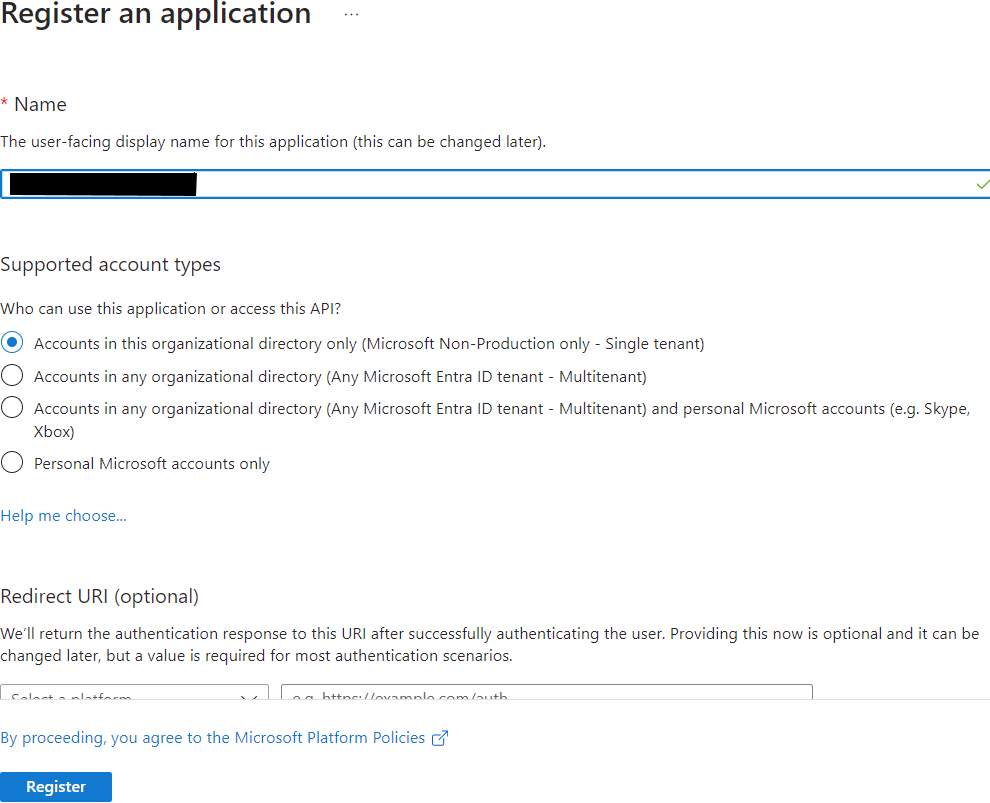 Register an application ...
* Name
The user-facing display name for this application (this can be changed later).
Supported account types
Who can use this application or access this API?
Accounts in this organizational directory only (Microsoft Non-Production only - Single tenant)
Accounts in any organizational directory (Any Microsoft Entra ID tenant - Multitenant)
Accounts in any organizational directory (Any Microsoft Entra ID tenant - Multitenant) and personal Microsoft accounts (e.g. Skype,
Xbox)
Personal Microsoft accounts only
Help me choose...
Redirect URI (optional)
We'll return the authentication response to this URI after successfully authenticating the user. Providing this now is optional and it can be
changed later, but a value is required for most authentication scenarios.
Select a platform
e.g. https://example.com/auth
By proceeding, you agree to the Microsoft Platform Policies
Register